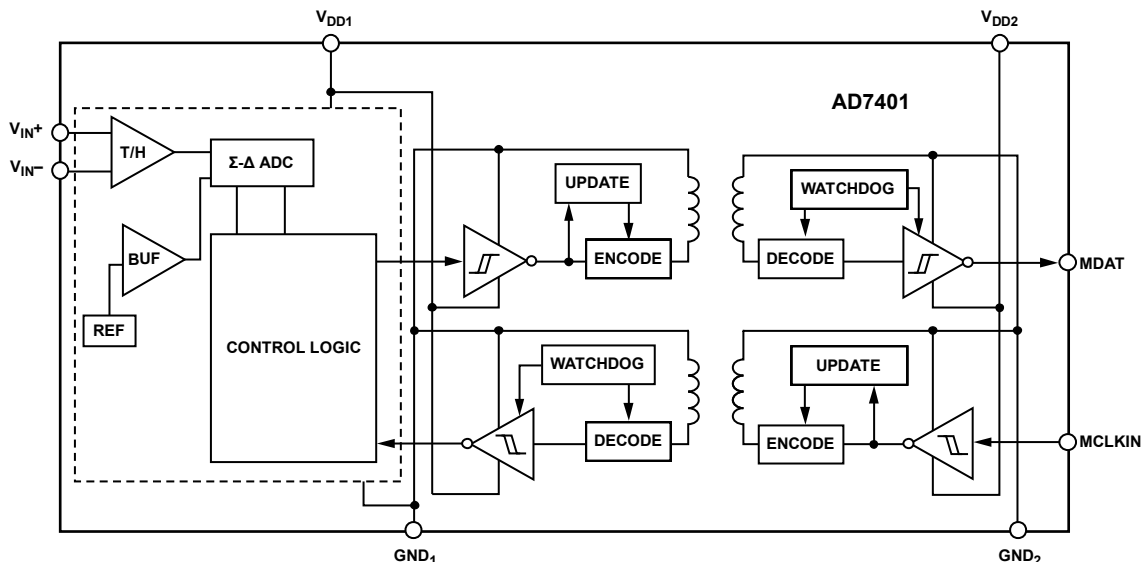 VDD1
VDD2
AD7401
VIN+
VIN–
T/H
Σ-Δ ADC
UPDATE
WATCHDOG
BUF
ENCODE
DECODE
MDAT
REF
CONTROL LOGIC
WATCHDOG
UPDATE
DECODE
ENCODE
MCLKIN
GND1
GND2